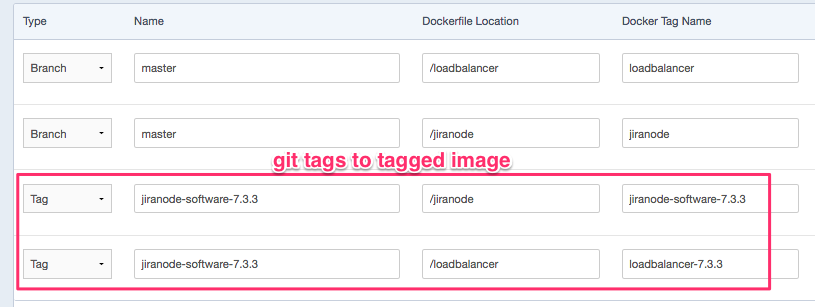 Type Name Dockerfile Location Docker Tag Name
Branch master /loadbalancer loadbalancer
Branch master /jiranode jiranode
git tags to tagged image
Tag jiranode-software-7.3.3 /jiranode jiranode-software-7.3.3
Tag jiranode-software-7.3.3 /loadbalancer loadbalancer-7.3.3